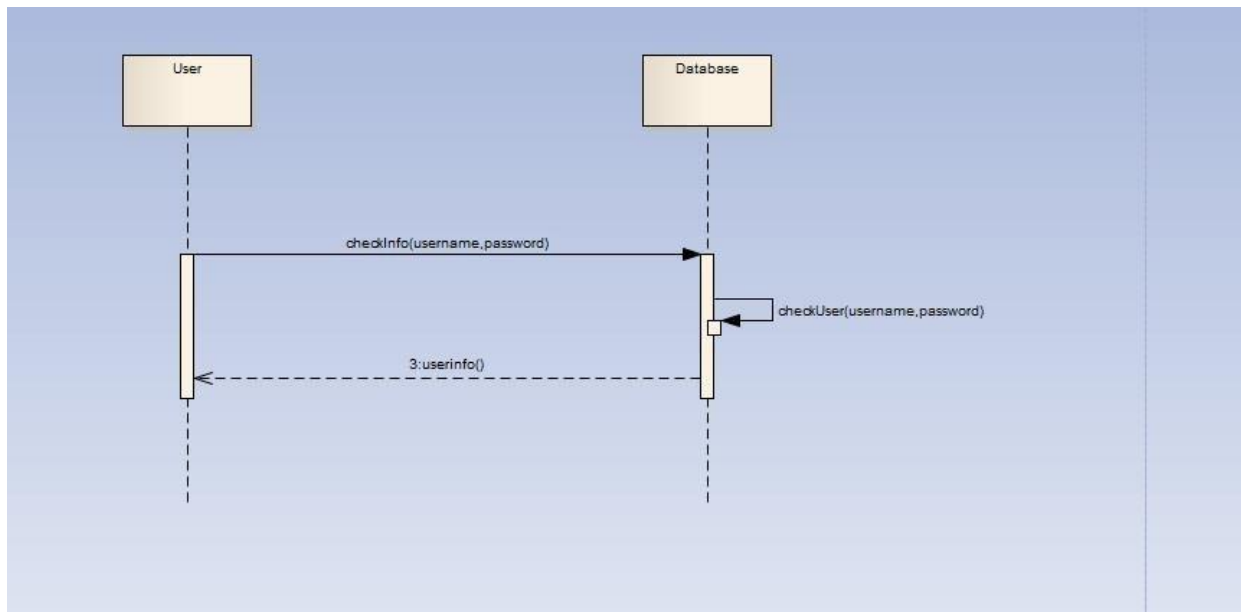 User
Database
checkInfo(username,password)
checkUser(username,password)
3:userinfo()